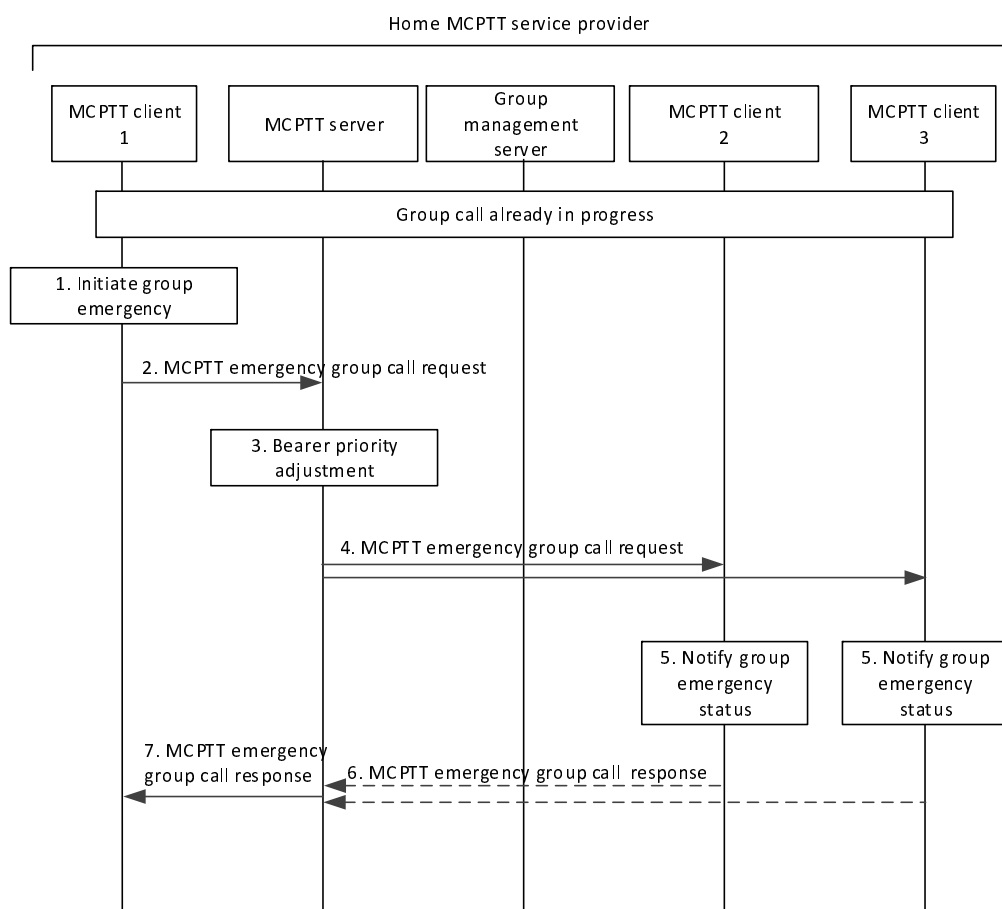 Home MCPTT service provider
MCPTT client
1
MCPTT server
Group
management
server
MCPTT client
2
MCPTT client
3
Group call already in progress
1. Initiate group
emergency
2. MCPTT emergency group call request
3. Bearer priority
adjustment
4. MCPTT emergency group call request
5. Notify group
emergency
status
5. Notify group
emergency
status
7. MCPTT emergency
group call response
6. MCPTT emergency group call response